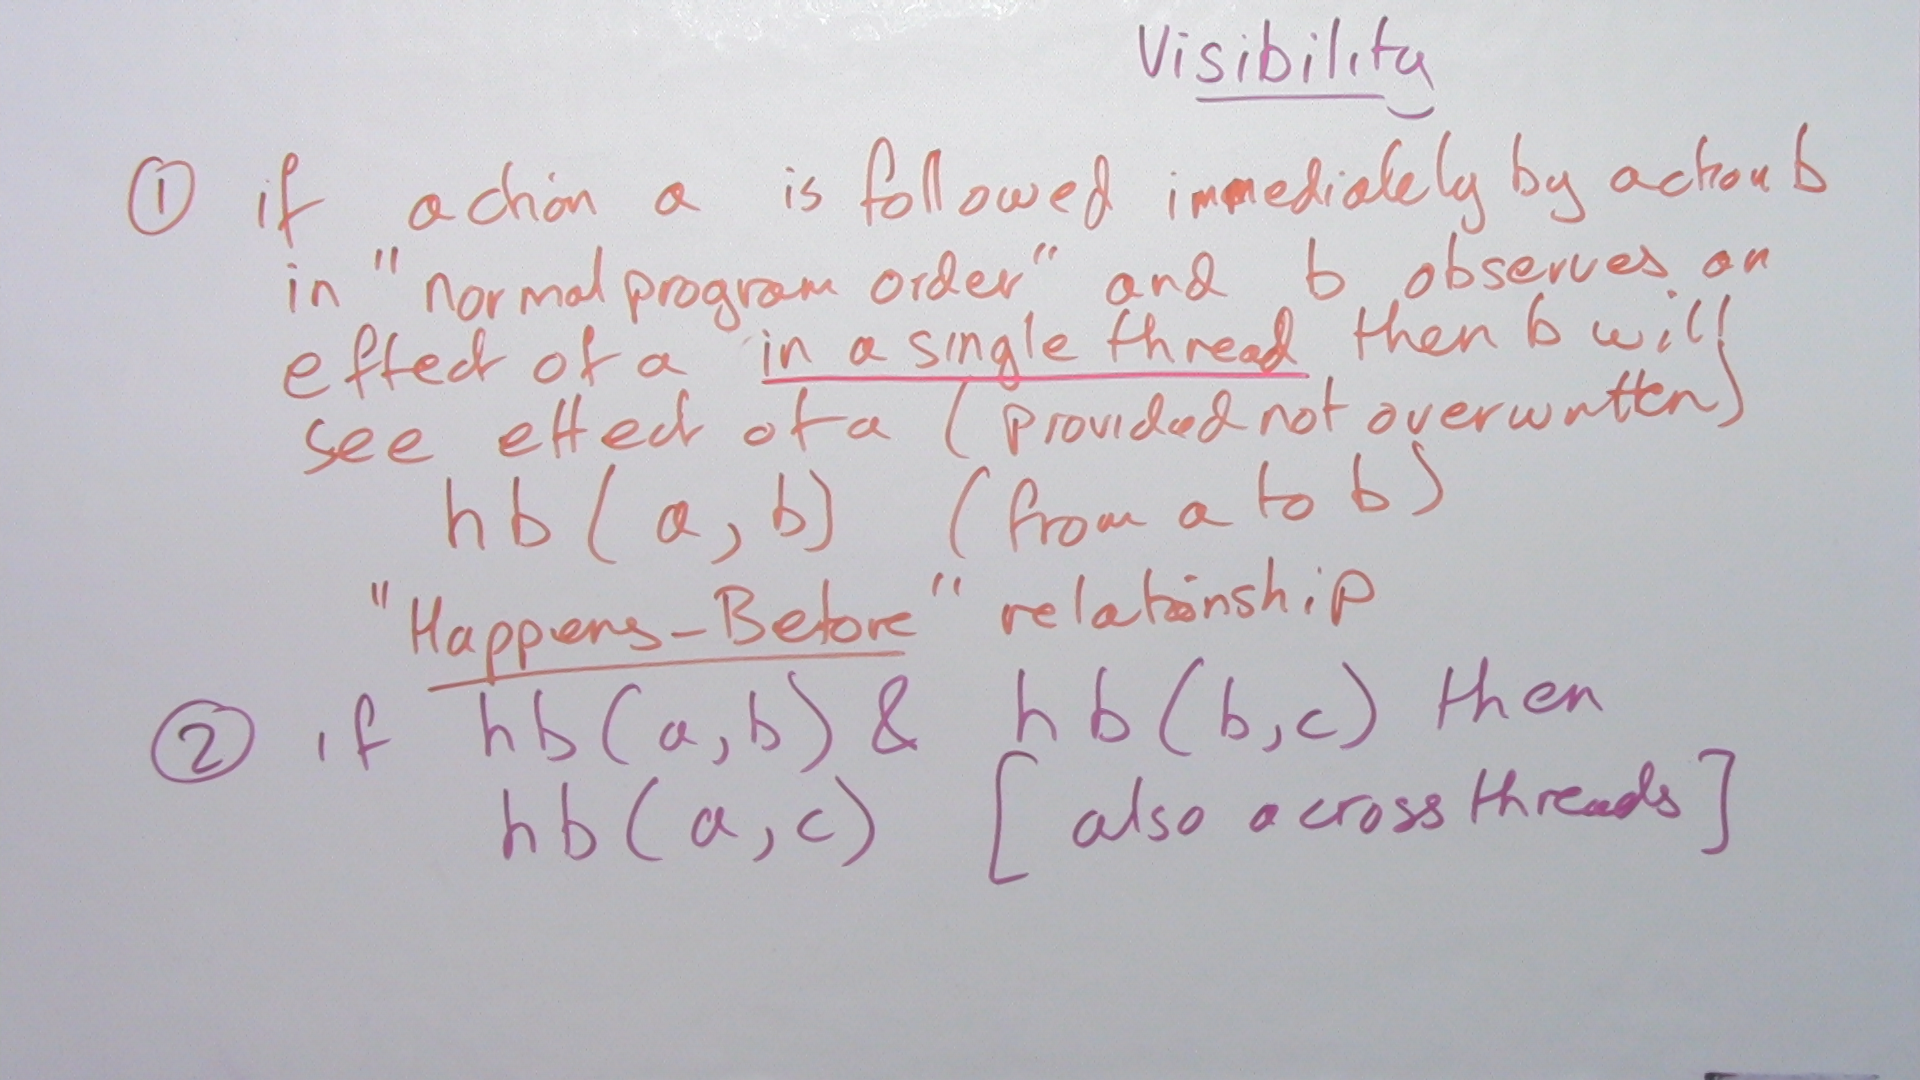 Visibility
① if action a is followed immediately by action b
in "normal program order" and b observes an
effect of a in a single thread then b will
see effect of a (provided not overwritten)
hb(a,b) (from a to b)
"Happens-Before" relationship
② if hb(a,b) & hb(b,c) then
hb(a,c) [also across threads]